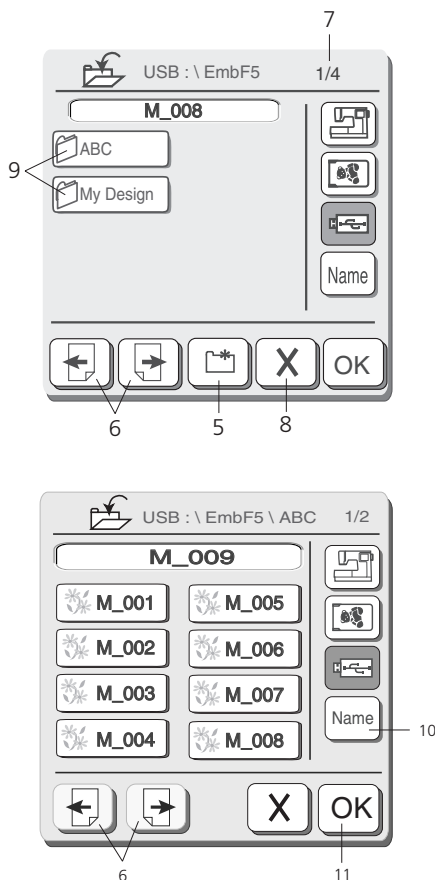 7
USB : \ EmbF5 1/4
M_008
9
ABC
My Design
Name
X OK
6 5 8
USB : \ EmbF5 \ ABC 1/2
M_009
M_001 M_005
M_002 M_006
M_003 M_007
Name 10
M_004 M_008
X OK
6 11